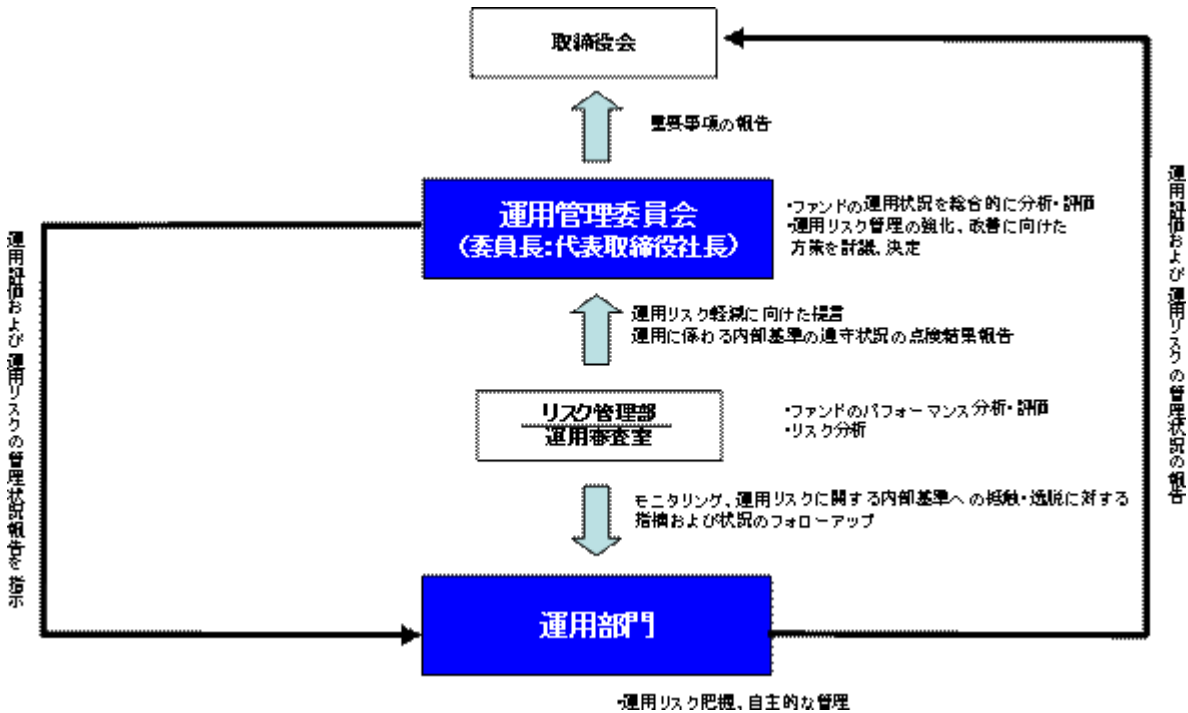 取締役会
重要事項の報告
運用管理委員会
(委員長:代表取締役社長)
・ファンドの運用状況を総合的に分析・評価
・運用リスク管理の強化、改善に向けた
方策を討議、決定
運用リスク軽減に向けた提言
運用に係わる内部基準の遵守状況の点検結果報告
リスク管理部
運用審査室
・ファンドのパフォーマンス分析・評価
・リスク分析
モニタリング、運用リスクに関する内部基準への抵触・逸脱に対する
指摘および状況のフォローアップ
運用部門
・運用リスク把握、自主的な管理
運用評価および運用リスクの管理状況報告を指示
運用評価および運用リスクの管理状況の報告